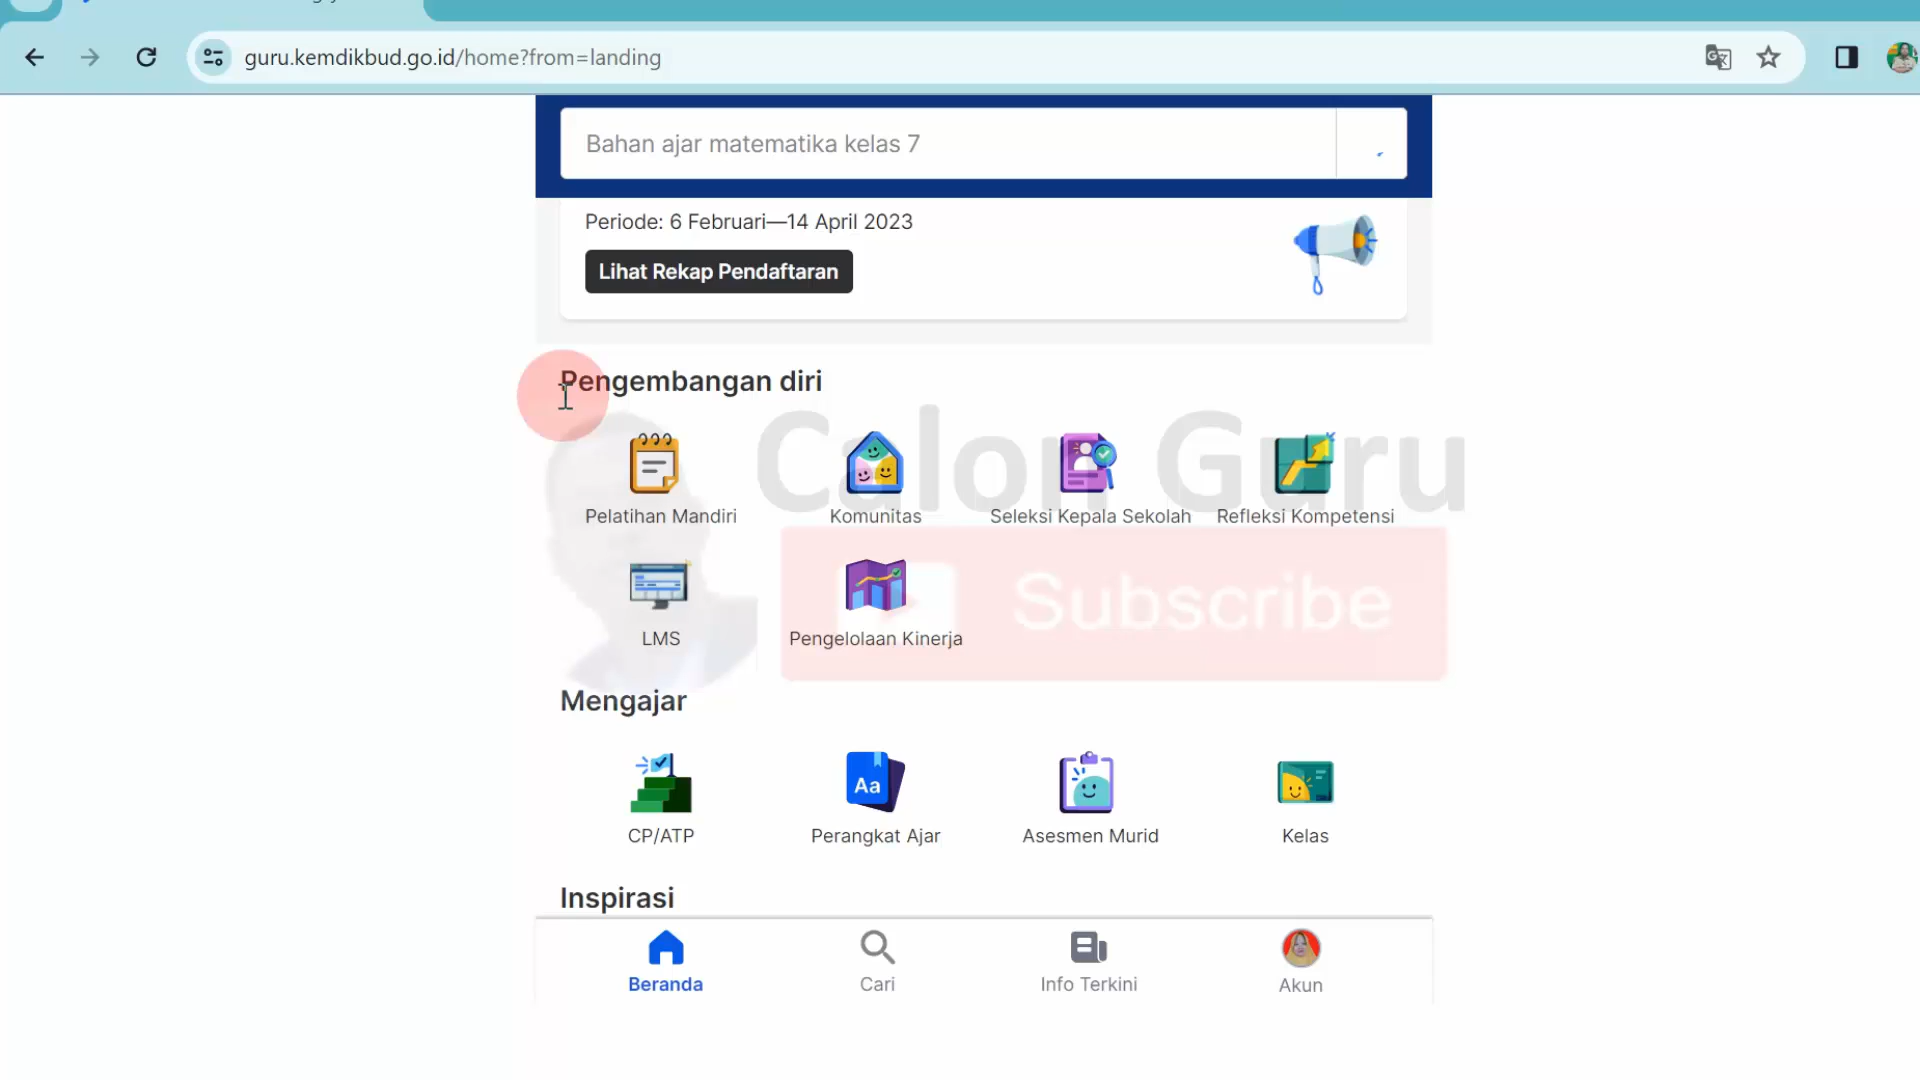 guru.kemdikbud.go.id/home?from=landing
Bahan ajar matematika kelas 7
Periode: 6 Februari—14 April 2023
Lihat Rekap Pendaftaran
Pengembangan diri
Calon Guru
Pelatihan Mandiri
Komunitas
Seleksi Kepala Sekolah
Refleksi Kompetensi
LMS
Pengelolaan Kinerja
Subscribe
Mengajar
Aa
CP/ATP
Perangkat Ajar
Asesmen Murid
Kelas
Inspirasi
Beranda
Cari
Info Terkini
Akun